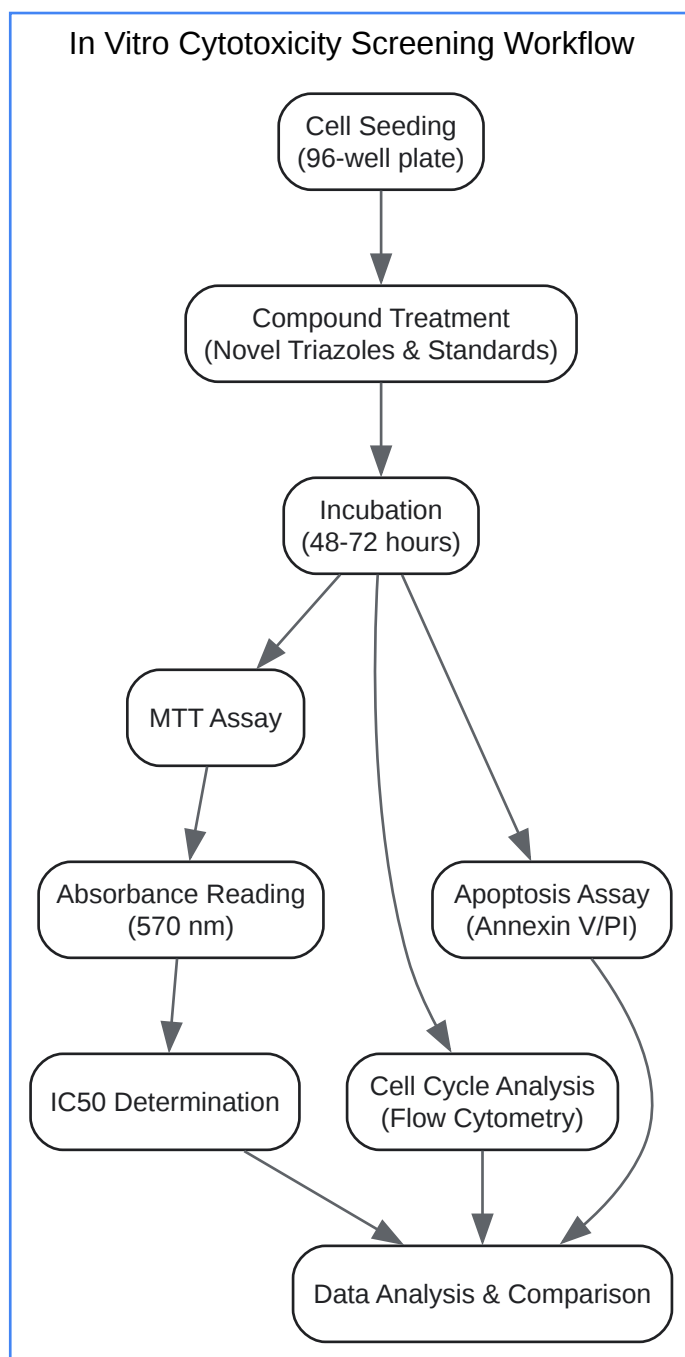 In Vitro Cytotoxicity Screening Workflow
Cell Seeding
(96-well plate)
Compound Treatment
(Novel Triazoles & Standards)
Incubation
(48-72 hours)
MTT Assay
Absorbance Reading
(570 nm)
Apoptosis Assay
(Annexin V/PI)
IC50 Determination
Cell Cycle Analysis
(Flow Cytometry)
Data Analysis & Comparison